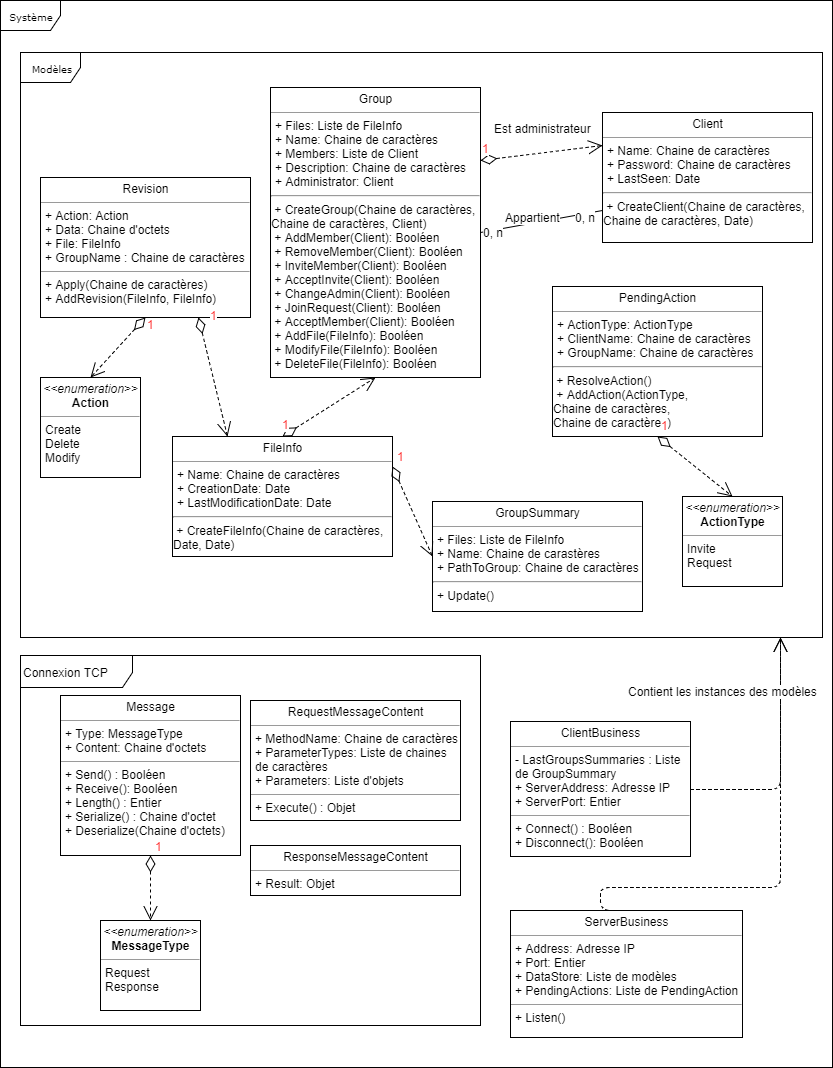 Système
Modèles
Group
+ Files: Liste de FileInfo
+ Name: Chaine de caractères
+ Members: Liste de Client
+ Description: Chaine de caractères
+ Administrator: Client
+ CreateGroup(Chaine de caractères,
Chaine de caractères, Client)
+ AddMember(Client): Booléen
+ RemoveMember(Client): Booléen
+ InviteMember(Client): Booléen
+ AcceptInvite(Client): Booléen
+ ChangeAdmin(Client): Booléen
+ JoinRequest(Client): Booléen
+ AcceptMember(Client): Booléen
+ AddFile(FileInfo): Booléen
+ ModifyFile(FileInfo): Booléen
+ DeleteFile(FileInfo): Booléen
1
Est administrateur
0, n
Appartient
0, n
Client
+ Name: Chaine de caractères
+ Password: Chaine de caractères
+ LastSeen: Date
+ CreateClient(Chaine de caractères,
Chaine de caractères, Date)
Revision
+ Action: Action
+ Data: Chaine d'octets
+ File: FileInfo
+ GroupName : Chaine de caractères
+ Apply(Chaine de caractères)
+ AddRevision(FileInfo, FileInfo)
1
1
<<enumeration>>
Action
Create
Delete
Modify
PendingAction
+ ActionType: ActionType
+ ClientName: Chaine de caractères
+ GroupName: Chaine de caractères
+ ResolveAction()
+ AddAction(ActionType,
Chaine de caractères,
Chaine de caractère )
1
1
FileInfo
+ Name: Chaine de caractères
+ CreationDate: Date
+ LastModificationDate: Date
+ CreateFileInfo(Chaine de caractères,
Date, Date)
1
GroupSummary
+ Files: Liste de FileInfo
+ Name: Chaine de carastères
+ PathToGroup: Chaine de caractères
+ Update()
<<enumeration>>
ActionType
Invite
Request
Connexion TCP
Message
+ Type: MessageType
+ Content: Chaine d'octets
+ Send() : Booléen
+ Receive(): Booléen
+ Length() : Entier
+ Serialize() : Chaine d'octet
+ Deserialize(Chaine d'octets)
1
<<enumeration>>
MessageType
Request
Response
RequestMessageContent
+ MethodName: Chaine de caractères
+ ParameterTypes: Liste de chaines
de caractères
+ Parameters: Liste d'objets
+ Execute() : Objet
ResponseMessageContent
+ Result: Objet
Contient les instances des modèles
ClientBusiness
- LastGroupsSummaries : Liste
de GroupSummary
+ ServerAddress: Adresse IP
+ ServerPort: Entier
+ Connect() : Booléen
+ Disconnect(): Booléen
ServerBusiness
+ Address: Adresse IP
+ Port: Entier
+ DataStore: Liste de modèles
+ PendingActions: Liste de PendingAction
+ Listen()